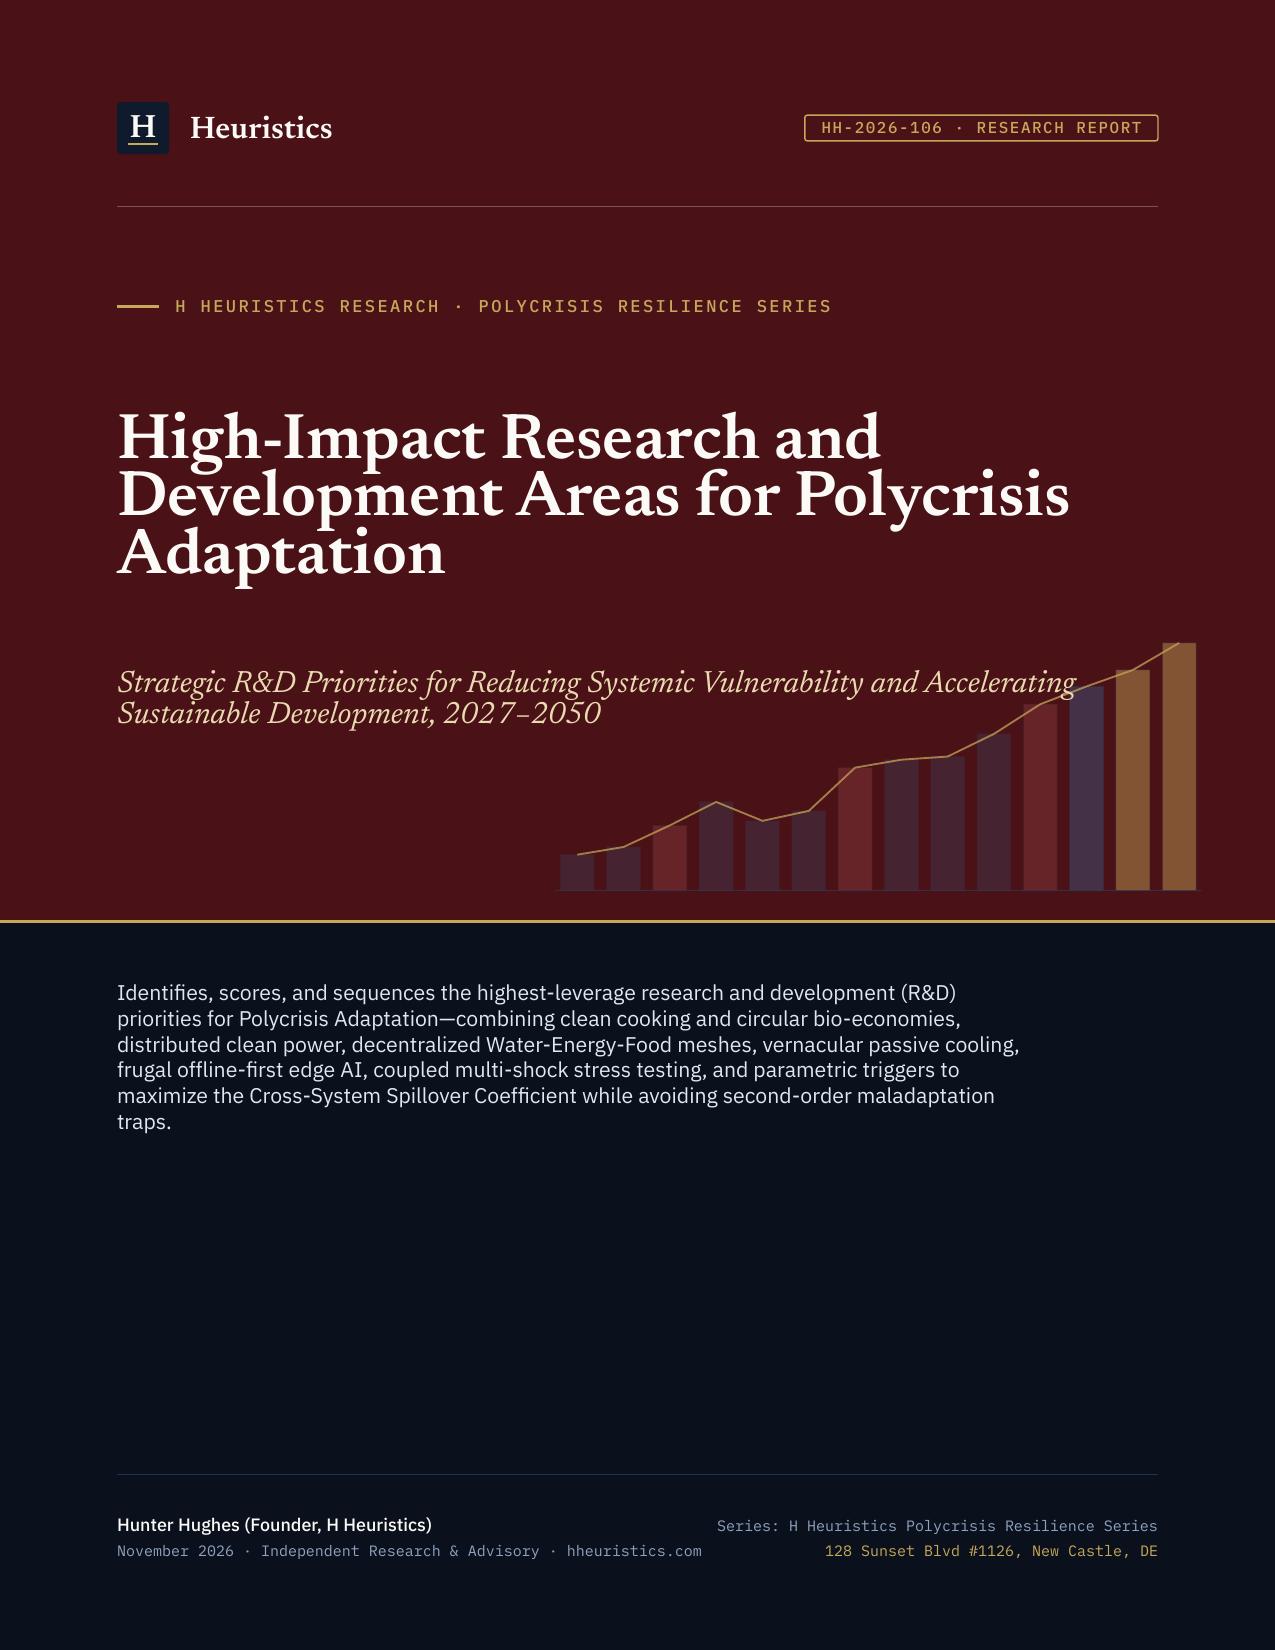 H Heuristics
HH-2026-106 · RESEARCH REPORT
H HEURISTICS RESEARCH · POLYCRISIS RESILIENCE SERIES
High-Impact Research and
Development Areas for Polycrisis
Adaptation
Strategic R&D Priorities for Reducing Systemic Vulnerability and Accelerating
Sustainable Development, 2027–2050
Identifies, scores, and sequences the highest-leverage research and development (R&D)
priorities for Polycrisis Adaptation—combining clean cooking and circular bio-economies,
distributed clean power, decentralized Water-Energy-Food meshes, vernacular passive cooling,
frugal offline-first edge AI, coupled multi-shock stress testing, and parametric triggers to
maximize the Cross-System Spillover Coefficient while avoiding second-order maladaptation
traps.
Hunter Hughes (Founder, H Heuristics)
November 2026 · Independent Research & Advisory · hheuristics.com
Series: H Heuristics Polycrisis Resilience Series
128 Sunset Blvd #1126, New Castle, DE